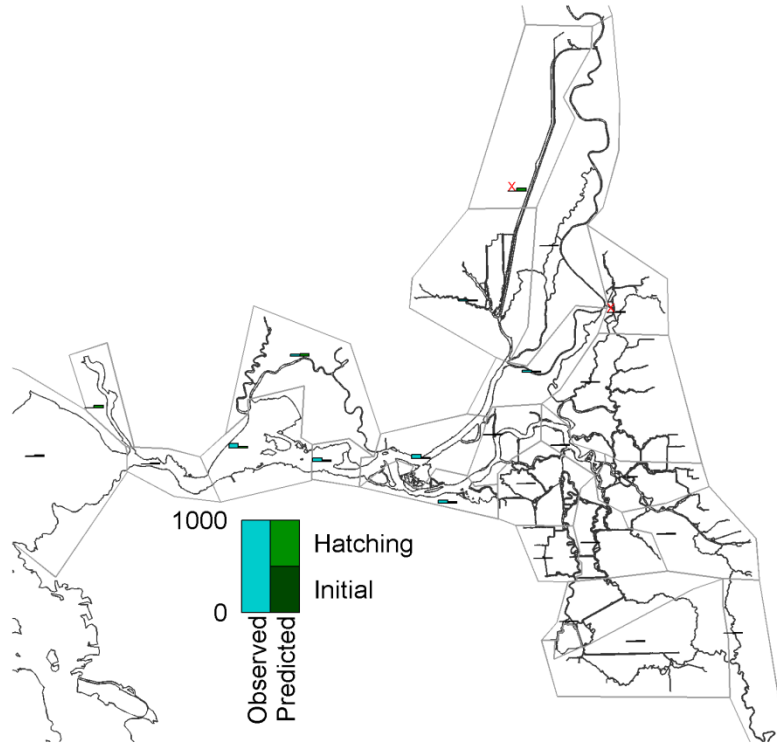 X
X
1000
Hatching
Initial
0
Observed
Predicted